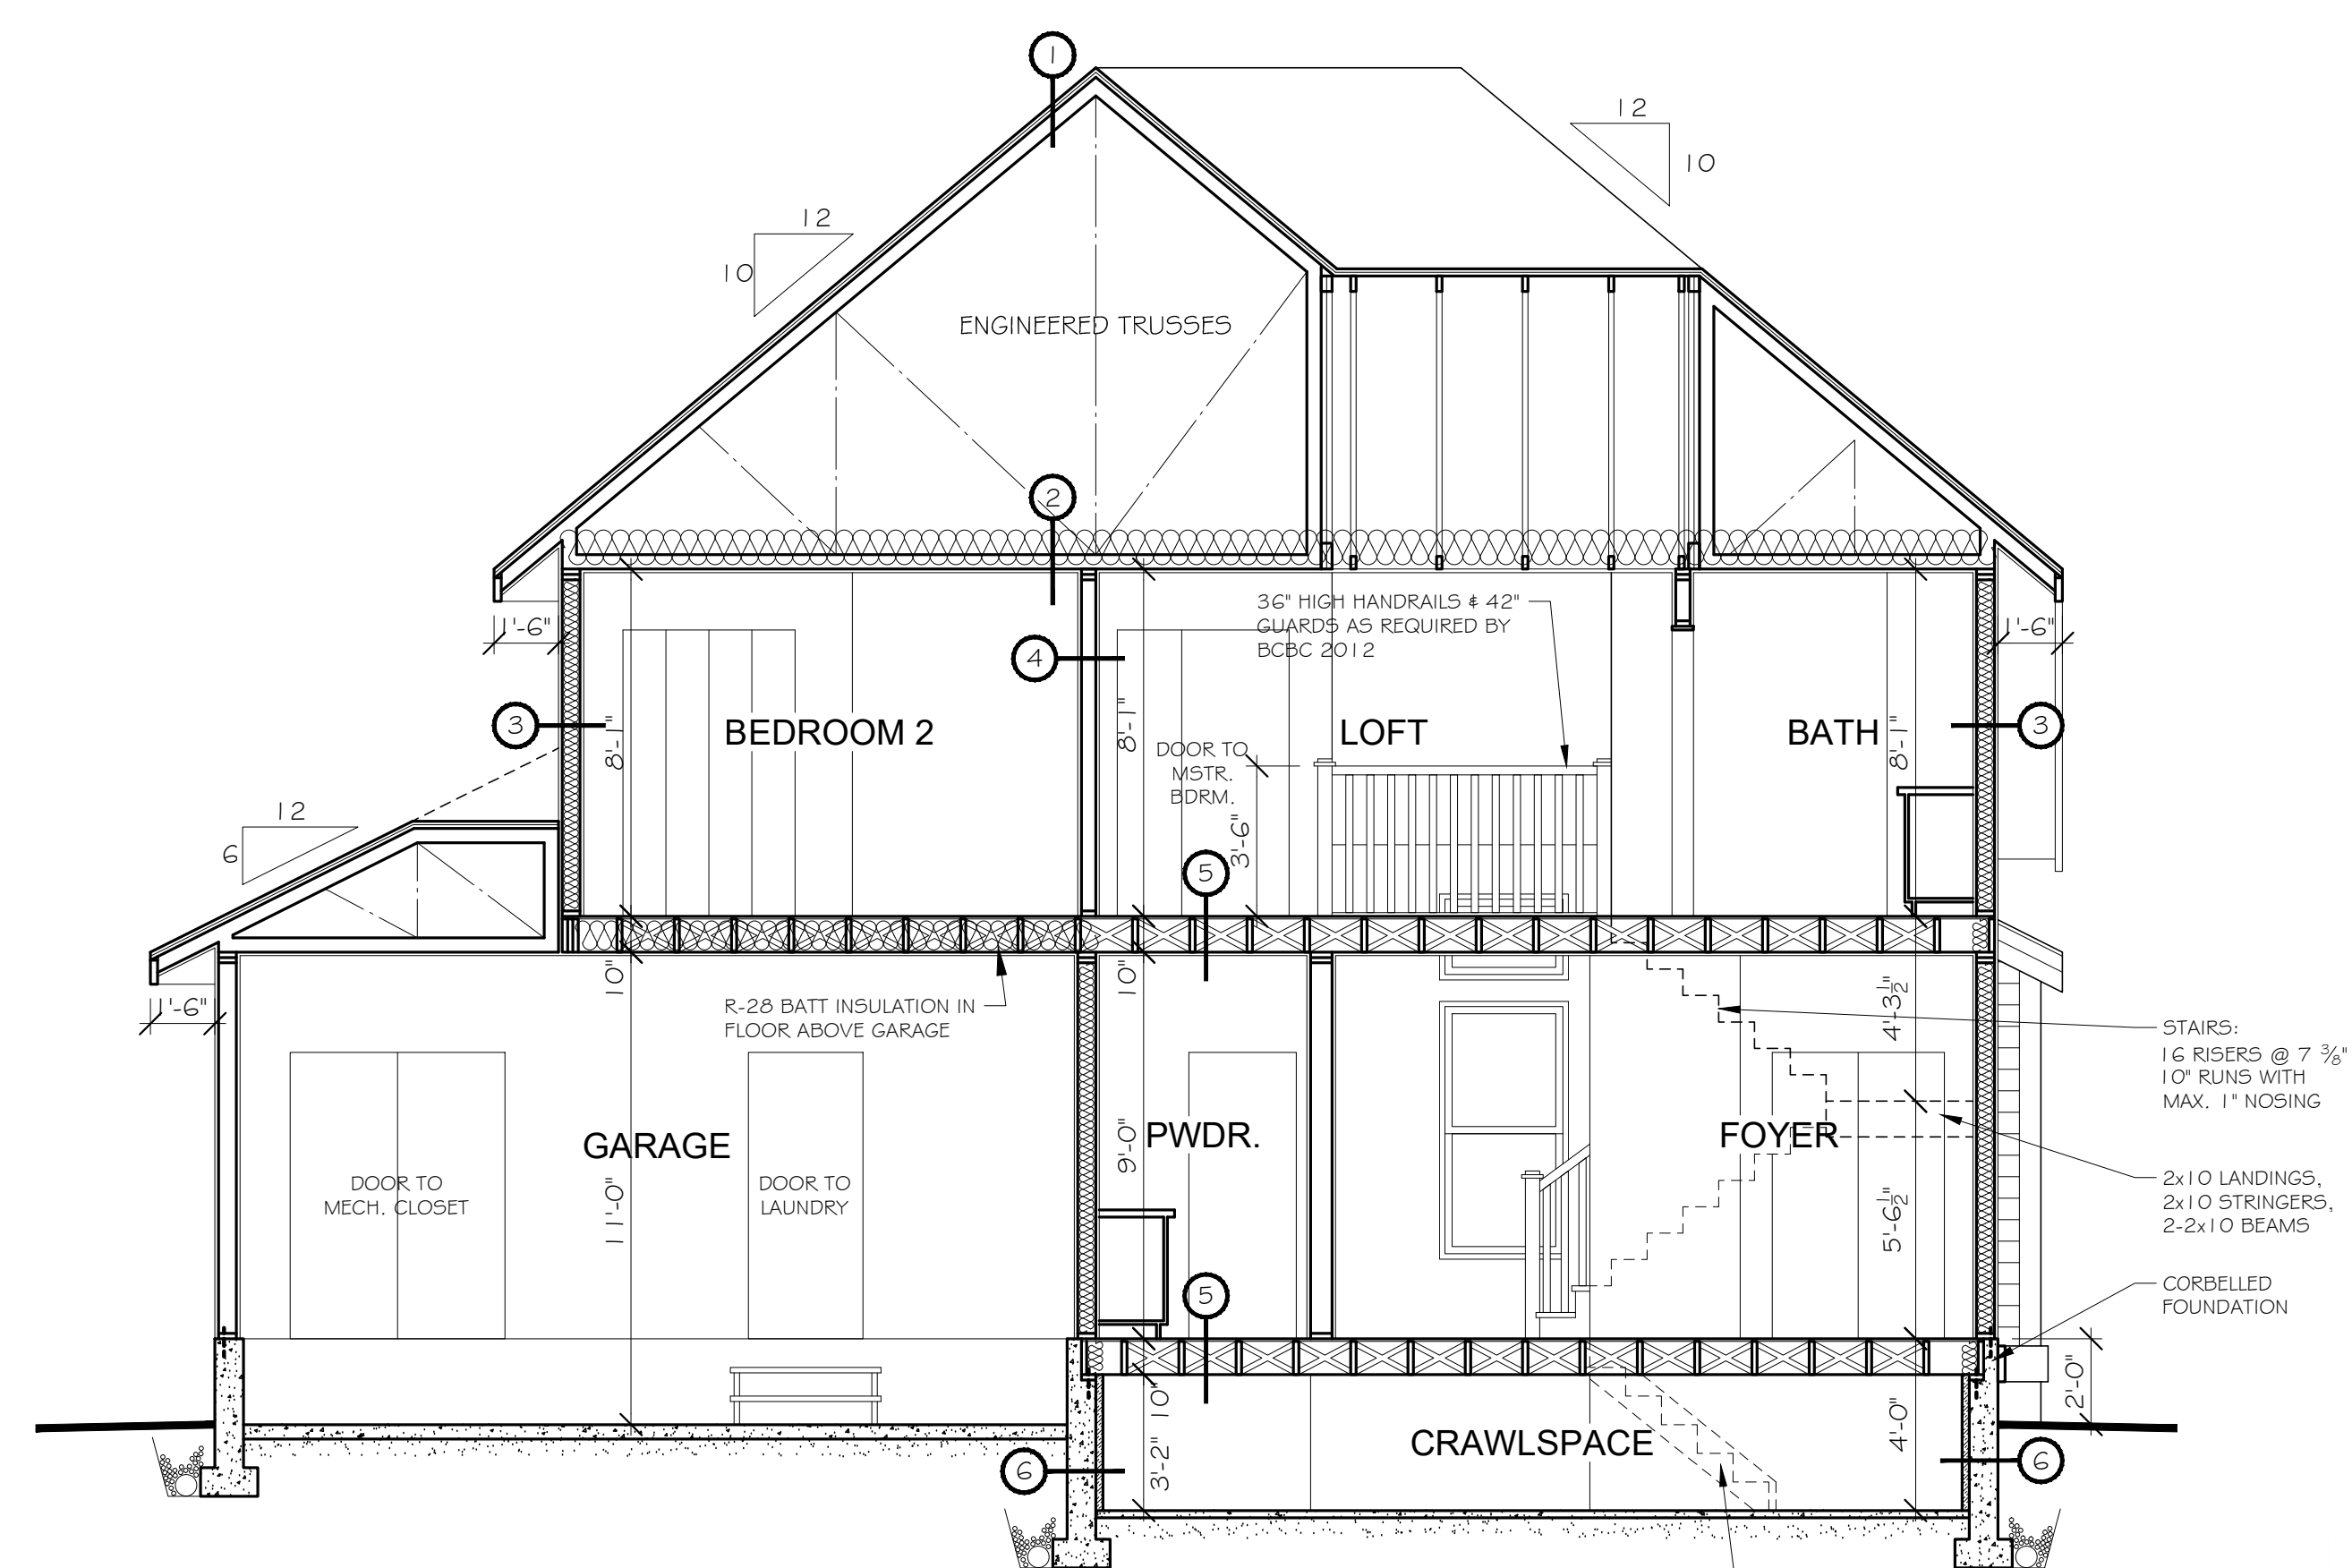 1
12
10
12
10
ENGINEERED TRUSSES
2
36" HIGH HANDRAILS & 42"
GUARDS AS REQUIRED BY
BCBC 2012
1'-6"
1'-6"
4
3
8'-1"
BEDROOM 2
8'-1"
DOOR TO
MSTR.
BDRM.
LOFT
BATH
8'-1"
3
12
6
3'-6"
5
1'-6"
10"
R-28 BATT INSULATION IN
FLOOR ABOVE GARAGE
10"
4'-3 1/2"
STAIRS:
16 RISERS @ 7 3/8"
10" RUNS WITH
MAX. 1" NOSING
GARAGE
9'-0"
PWDR.
FOYER
DOOR TO
MECH. CLOSET
11'-0"
DOOR TO
LAUNDRY
5'-6 1/2"
2x10 LANDINGS,
2x10 STRINGERS,
2-2x10 BEAMS
5
CORBELLED
FOUNDATION
2'-0"
10"
3'-2"
CRAWLSPACE
4'-0"
6
6